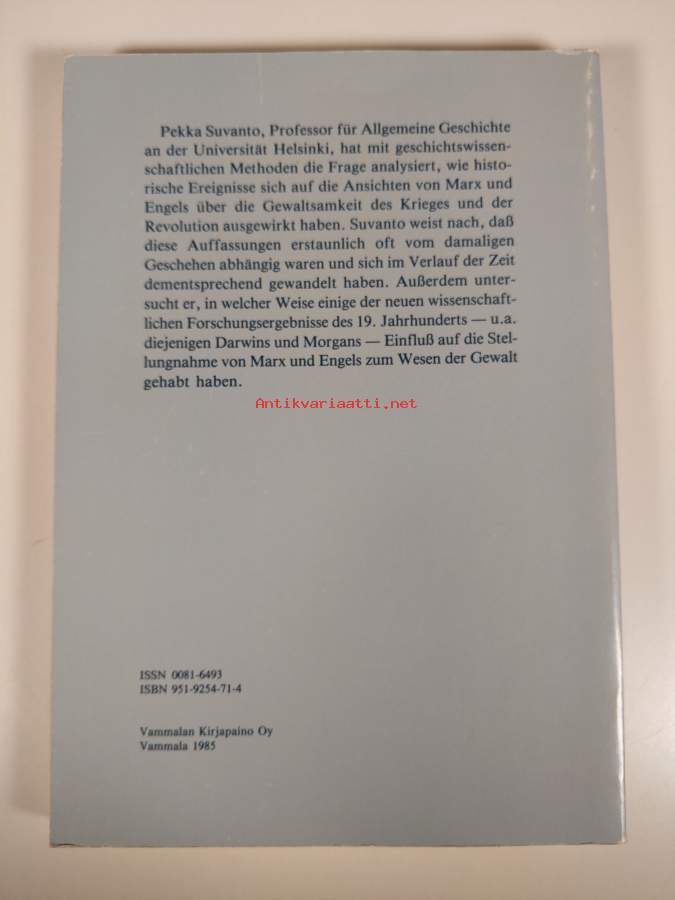 Pekka Suvanto, Professor für Allgemeine Geschichte
an der Universität Helsinki, hat mit geschichtswissen-
schaftlichen Methoden die Frage analysiert, wie histo-
rische Ereignisse sich auf die Ansichten von Marx und
Engels über die Gewaltsamkeit des Krieges und der
Revolution ausgewirkt haben. Suvanto weist nach, daß
diese Auffassungen erstaunlich oft vom damaligen
Geschehen abhängig waren und sich im Verlauf der Zeit
dementsprechend gewandelt haben. Außerdem unter-
sucht er, in welcher Weise einige der neuen wissenschaft-
lichen Forschungsergebnisse des 19. Jahrhunderts — u.a.
diejenigen Darwins und Morgans — Einfluß auf die Stel-
lungnahme von Marx und Engels zum Wesen der Gewalt
gehabt haben.
Antikvariaatti.net
ISSN 0081-6493
ISBN 951-9254-71-4
Vammalan Kirjapaino Oy
Vammala 1985